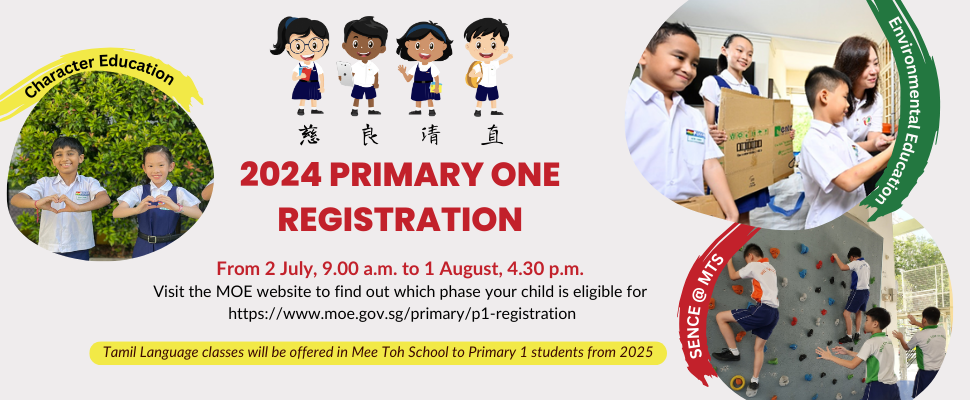 Character Education
慈 良 清 直
2024 PRIMARY ONE
REGISTRATION
From 2 July, 9.00 a.m. to 1 August, 4.30 p.m.
Visit the MOE website to find out which phase your child is eligible for
https://www.moe.gov.sg/primary/p1-registration
Tamil Language classes will be offered in Mee Toh School to Primary 1 students from 2025
Environmental Education
SENCE @ MTS